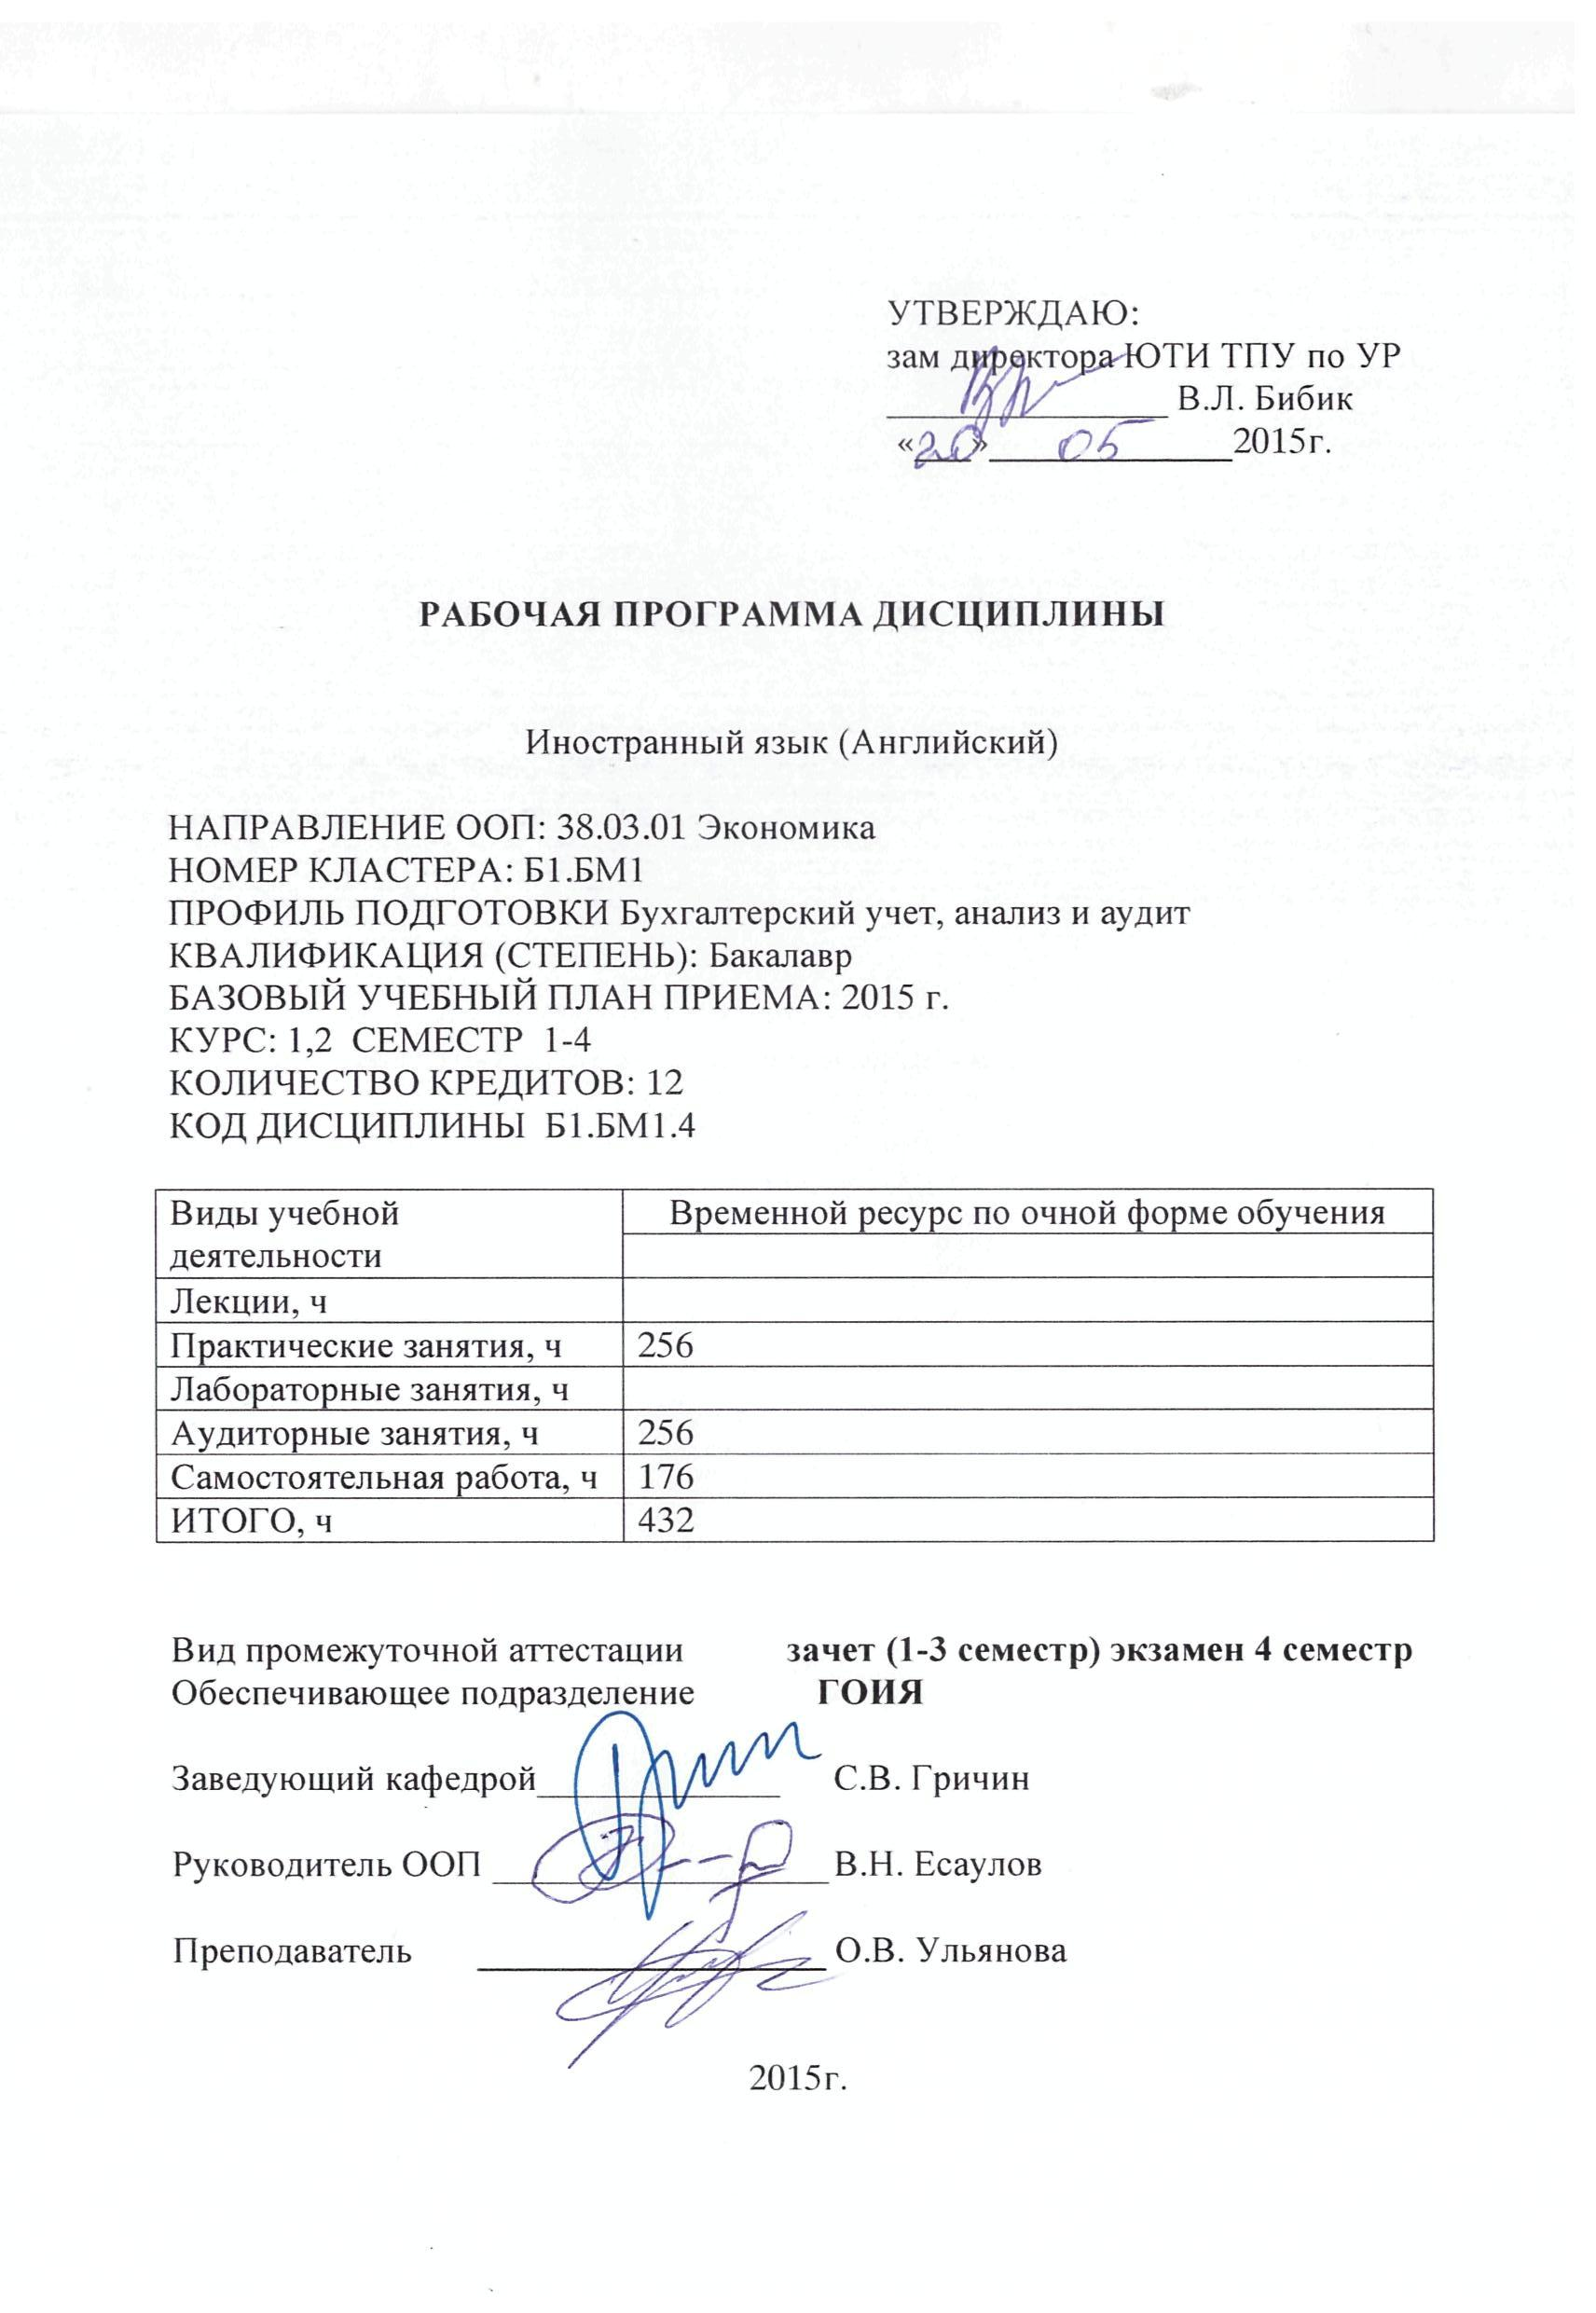 УТВЕРЖДАЮ:
зам директора ЮТИ ТПУ по УР
В.Л. Бибик
«20» 05 2015г.
РАБОЧАЯ ПРОГРАММА ДИСЦИПЛИНЫ
Иностранный язык (Английский)
НАПРАВЛЕНИЕ ООП: 38.03.01 Экономика
НОМЕР КЛАСТЕРА: Б1.БМ1
ПРОФИЛЬ ПОДГОТОВКИ Бухгалтерский учет, анализ и аудит
КВАЛИФИКАЦИЯ (СТЕПЕНЬ): Бакалавр
БАЗОВЫЙ УЧЕБНЫЙ ПЛАН ПРИЕМА: 2015 г.
КУРС: 1,2 СЕМЕСТР 1-4
КОЛИЧЕСТВО КРЕДИТОВ: 12
КОД ДИСЦИПЛИНЫ Б1.БМ1.4
Виды учебной деятельности Временной ресурс по очной форме обучения
Лекции, ч
Практические занятия, ч 256
Лабораторные занятия, ч
Аудиторные занятия, ч 256
Самостоятельная работа, ч 176
ИТОГО, ч 432
Вид промежуточной аттестации зачет (1-3 семестр) экзамен 4 семестр
Обеспечивающее подразделение ГОИЯ
Заведующий кафедрой С.В. Гричин
Руководитель ООП В.Н. Есаулов
Преподаватель О.В. Ульянова
2015г.